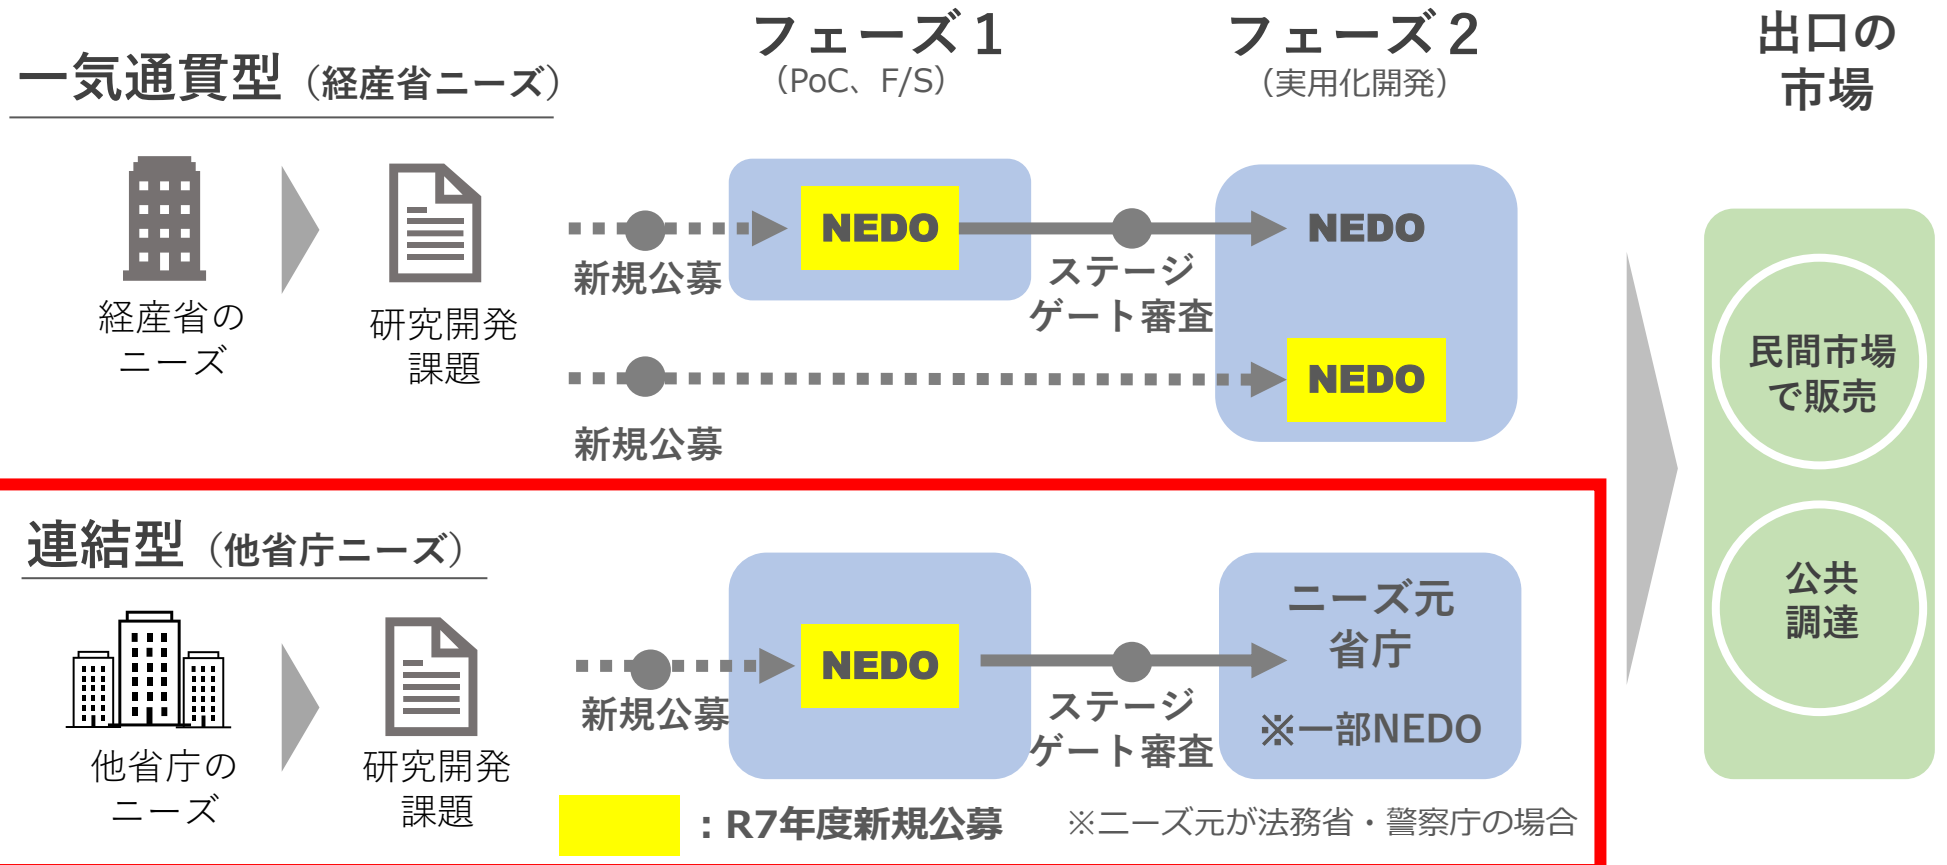 フェーズ１
（PoC、F/S）
フェーズ２
（実用化開発）
出口の
市場
一気通貫型（経産省ニーズ）
経産省の
ニーズ
研究開発
課題
新規公募
NEDO
ステージ
ゲート審査
NEDO
新規公募
NEDO
民間市場
で販売
公共
調達
連結型（他省庁ニーズ）
他省庁の
ニーズ
研究開発
課題
新規公募
NEDO
ステージ
ゲート審査
ニーズ元
省庁
※一部NEDO
：R7年度新規公募
※ニーズ元が法務省・警察庁の場合